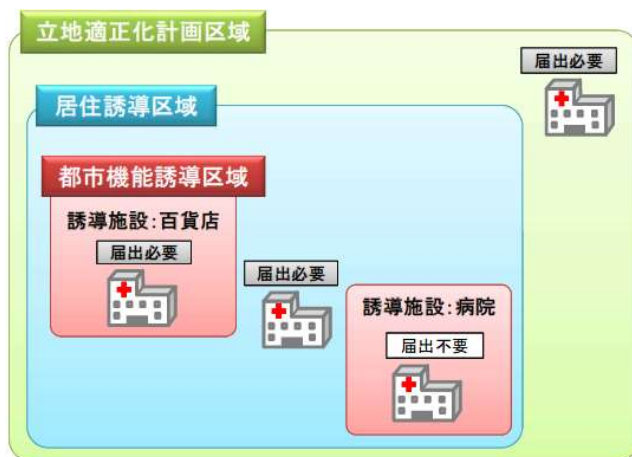 立地適正化計画区域
届出必要
居住誘導区域
都市機能誘導区域
誘導施設:百貨店
届出必要
届出必要
誘導施設:病院
届出不要